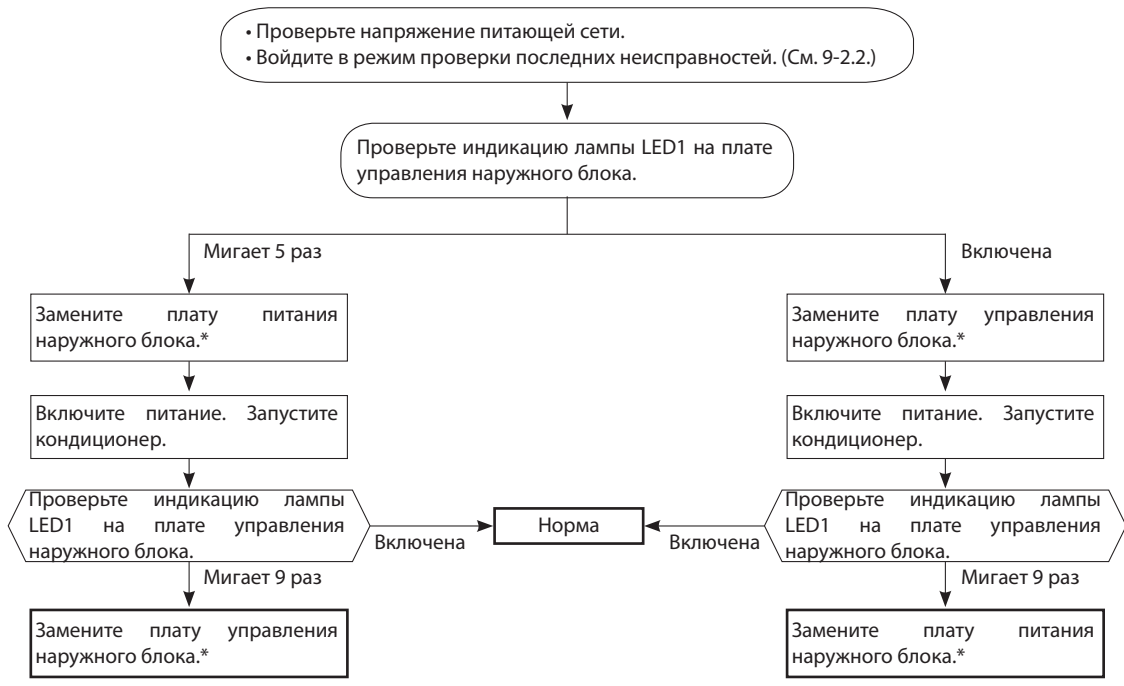 • Проверьте напряжение питающей сети.
• Войдите в режим проверки последних неисправностей. (См. 9-2.2.)
Проверьте индикацию лампы LED1 на плате
управления наружного блока.
Мигает 5 раз
Включена
Замените плату питания
наружного блока.*
Замените плату управления
наружного блока.*
Включите питание. Запустите
кондиционер.
Включите питание. Запустите
кондиционер.
Проверьте индикацию лампы
LED1 на плате управления
наружного блока.
Включена
Норма
Включена
Проверьте индикацию лампы
LED1 на плате управления
наружного блока.
Мигает 9 раз
Мигает 9 раз
Замените плату управления
наружного блока.*
Замените плату питания
наружного блока.*